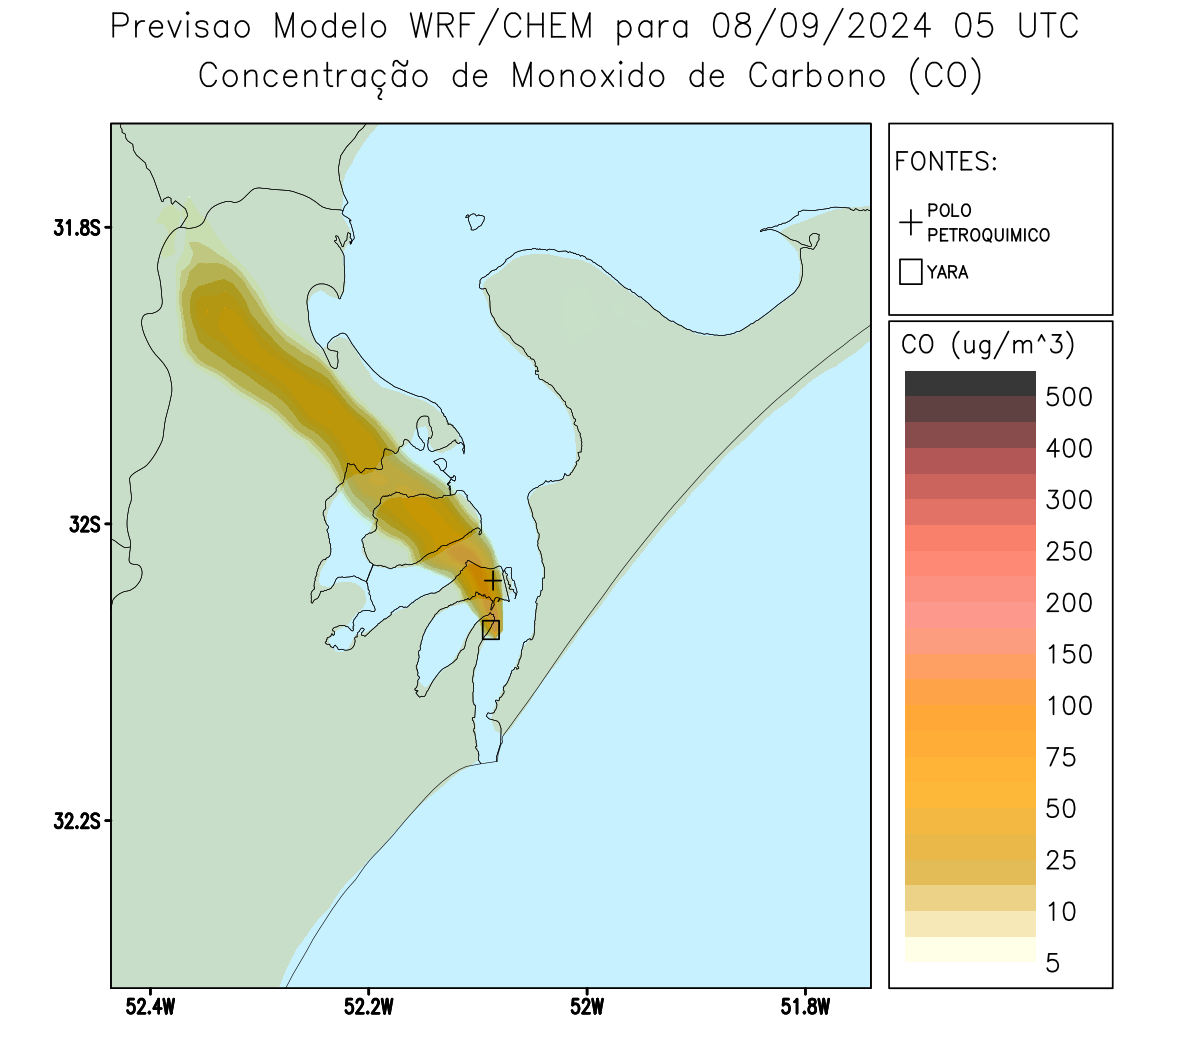 Previsao Modelo WRF/CHEM para 08/09/2024 05 UTC
Concentração de Monoxido de Carbono (CO)
FONTES:
POLO
PETROQUIMICO
YARA
CO (ug/m^3)
500
400
300
250
200
150
100
75
50
25
10
5
31.8S
32S
32.2S
52.4W
52.2W
52W
51.8W